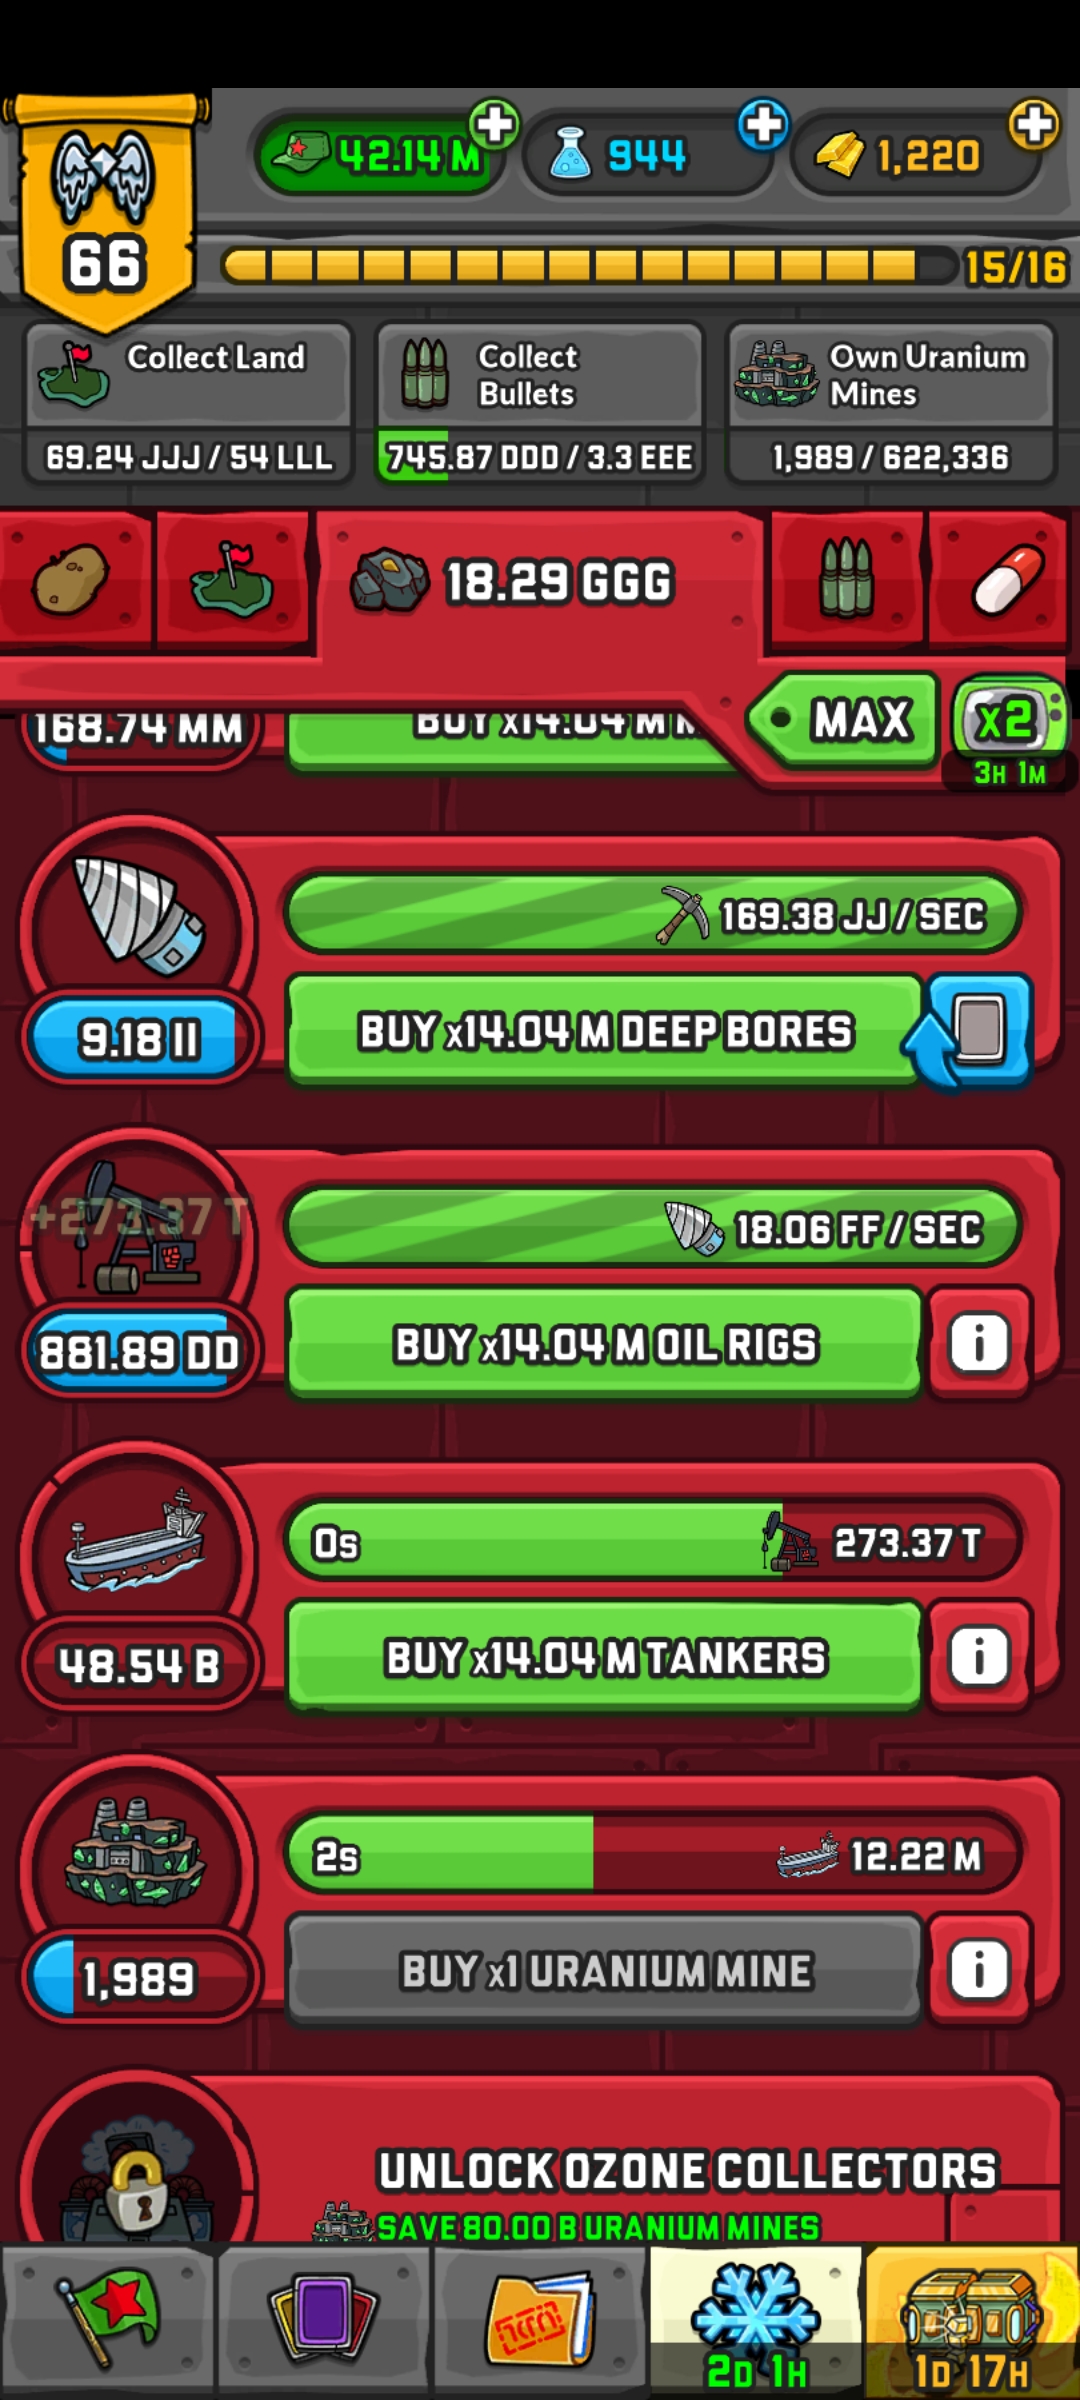 42.14 M
944
1,220
66
15/16
Collect Land
Collect
Bullets
Own Uranium
Mines
69.24 JJJ / 54 LLL
745.87 DDD / 3.3 EEE
1,989 / 622,336
18.29 GGG
168.74 MM
BUY x14.04 M
MAX
x2
3H 1M
169.38 JJ / SEC
9.18 II
BUY x14.04 M DEEP BORES
+273.37 T
18.06 FF / SEC
881.89 DD
BUY x14.04 M OIL RIGS
i
0s
273.37 T
48.54 B
BUY x14.04 M TANKERS
i
2s
12.22 M
1,989
BUY x1 URANIUM MINE
i
UNLOCK OZONE COLLECTORS
SAVE 80.00 B URANIUM MINES
2D 1H
1D 17H